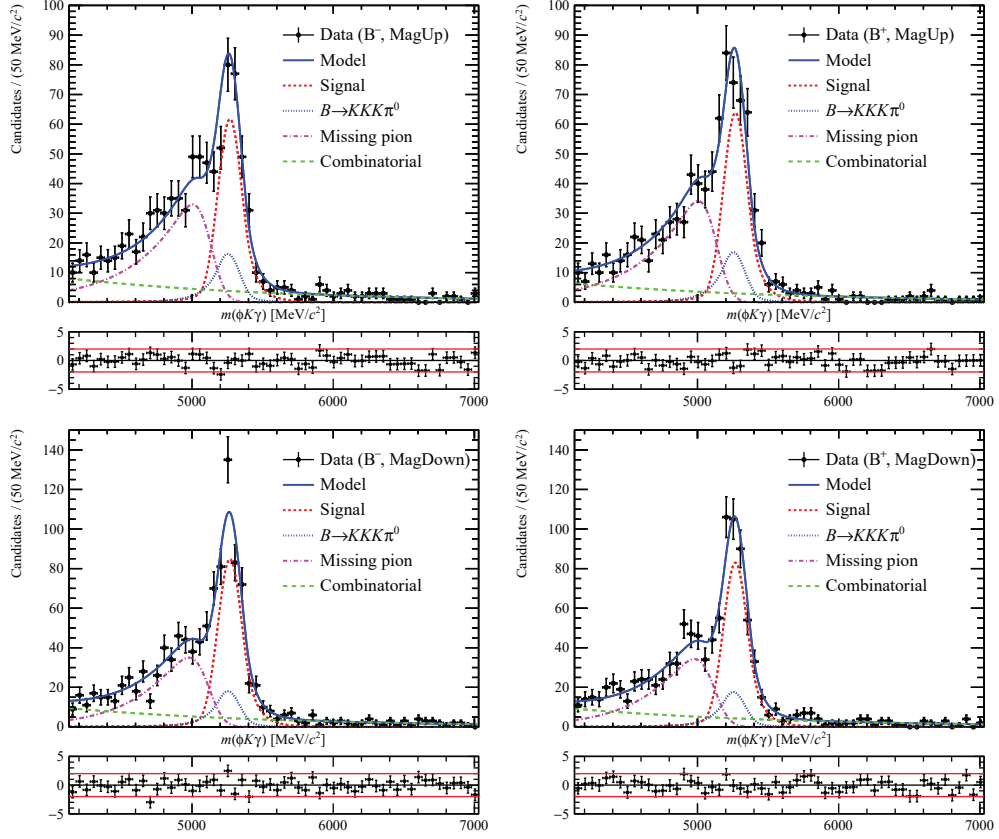 100
90
80
70
60
50
40
30
20
10
0
Candidates / (50 MeV/c²)
Data (B⁻, MagUp)
Model
Signal
B→KKKπ⁰
Missing pion
Combinatorial
m(ϕKγ) [MeV/c²]
5
0
−5
5000 6000 7000
100
90
80
70
60
50
40
30
20
10
0
Candidates / (50 MeV/c²)
Data (B⁺, MagUp)
Model
Signal
B→KKKπ⁰
Missing pion
Combinatorial
m(ϕKγ) [MeV/c²]
5
0
−5
5000 6000 7000
140
120
100
80
60
40
20
0
Candidates / (50 MeV/c²)
Data (B⁻, MagDown)
Model
Signal
B→KKKπ⁰
Missing pion
Combinatorial
m(ϕKγ) [MeV/c²]
5
0
−5
5000 6000 7000
140
120
100
80
60
40
20
0
Candidates / (50 MeV/c²)
Data (B⁺, MagDown)
Model
Signal
B→KKKπ⁰
Missing pion
Combinatorial
m(ϕKγ) [MeV/c²]
5
0
−5
5000 6000 7000